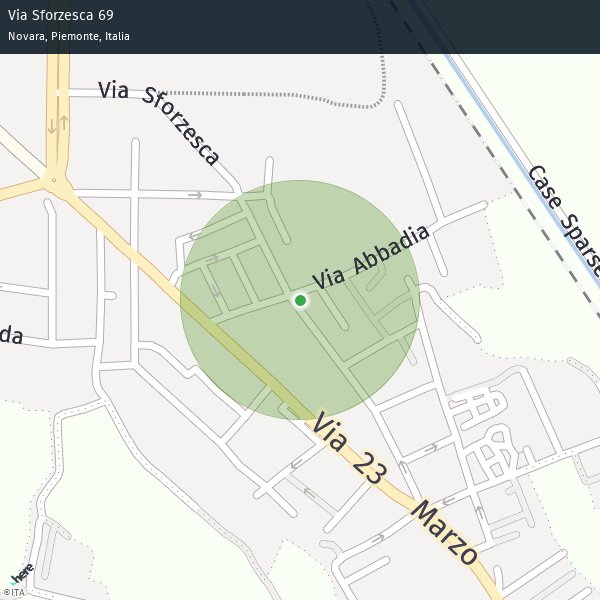 Via Sforzesca 69
Novara, Piemonte, Italia
Via Sforzesca
Case Sparse
Via Abbadia
da
Via 23 Marzo
here
©ITA